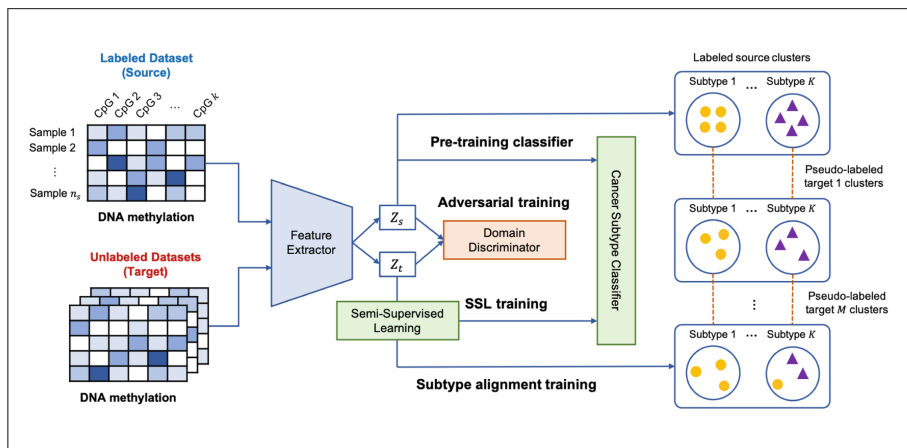 Labeled Dataset
(Source)
CpG 1
CpG 2
CpG 3
...
CpG k
Sample 1
Sample 2
⋮
Sample nₛ
DNA methylation
Unlabeled Datasets
(Target)
DNA methylation
Feature
Extractor
Zₛ
Zₜ
Pre-training classifier
Adversarial training
Domain
Discriminator
SSL training
Semi-Supervised
Learning
Subtype alignment training
Cancer Subtype Classifier
Labeled source clusters
Subtype 1 ... Subtype K
Pseudo-labeled
target 1 clusters
Subtype 1 ... Subtype K
⋮
Pseudo-labeled
target M clusters
Subtype 1 ... Subtype K